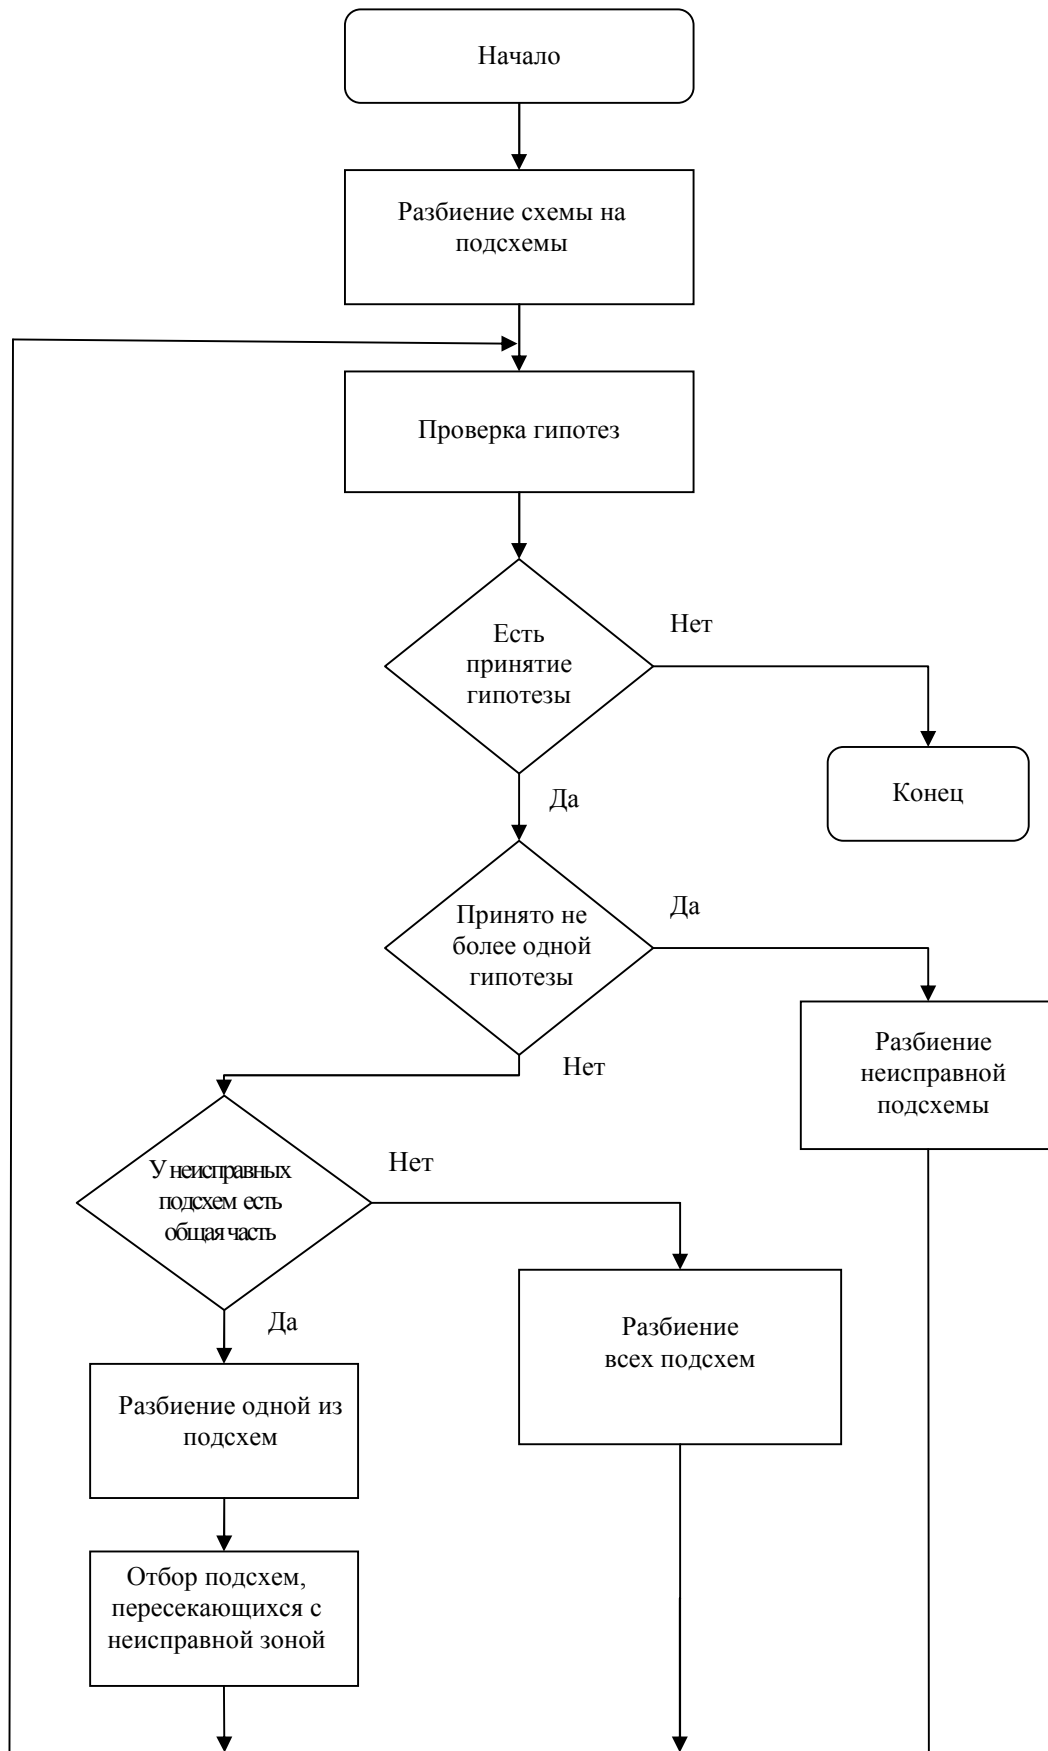 Начало
Разбиение схемы на
подсхемы
Проверка гипотез
Есть
принятие
гипотезы
Нет
Конец
Да
Принято не
более одной
гипотезы
Да
Разбиение
неисправной
подсхемы
Нет
У неисправных
подсхем есть
общая часть
Нет
Разбиение
всех подсхем
Да
Разбиение одной из
подсхем
Отбор подсхем,
пересекающихся с
неисправной зоной